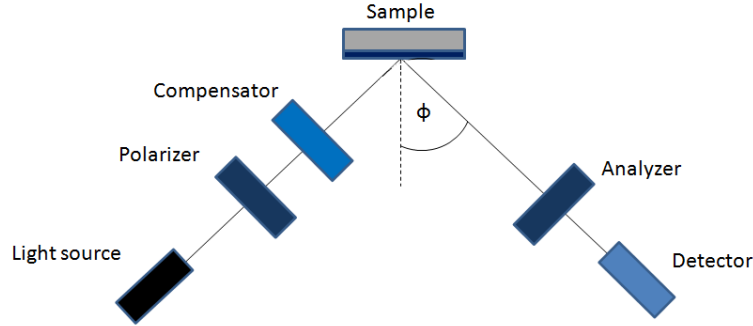 Sample
Compensator
ϕ
Polarizer
Analyzer
Light source
Detector